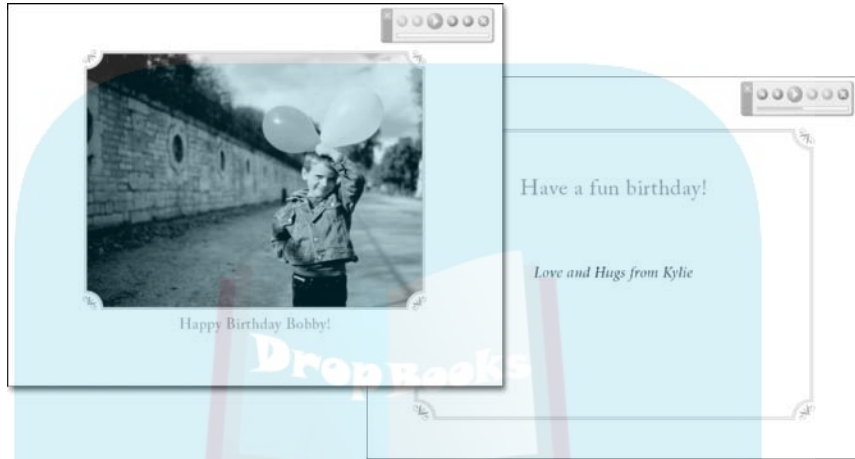 Happy Birthday Bobby!
Have a fun birthday!
Love and Hugs from Kylie
DropBooks